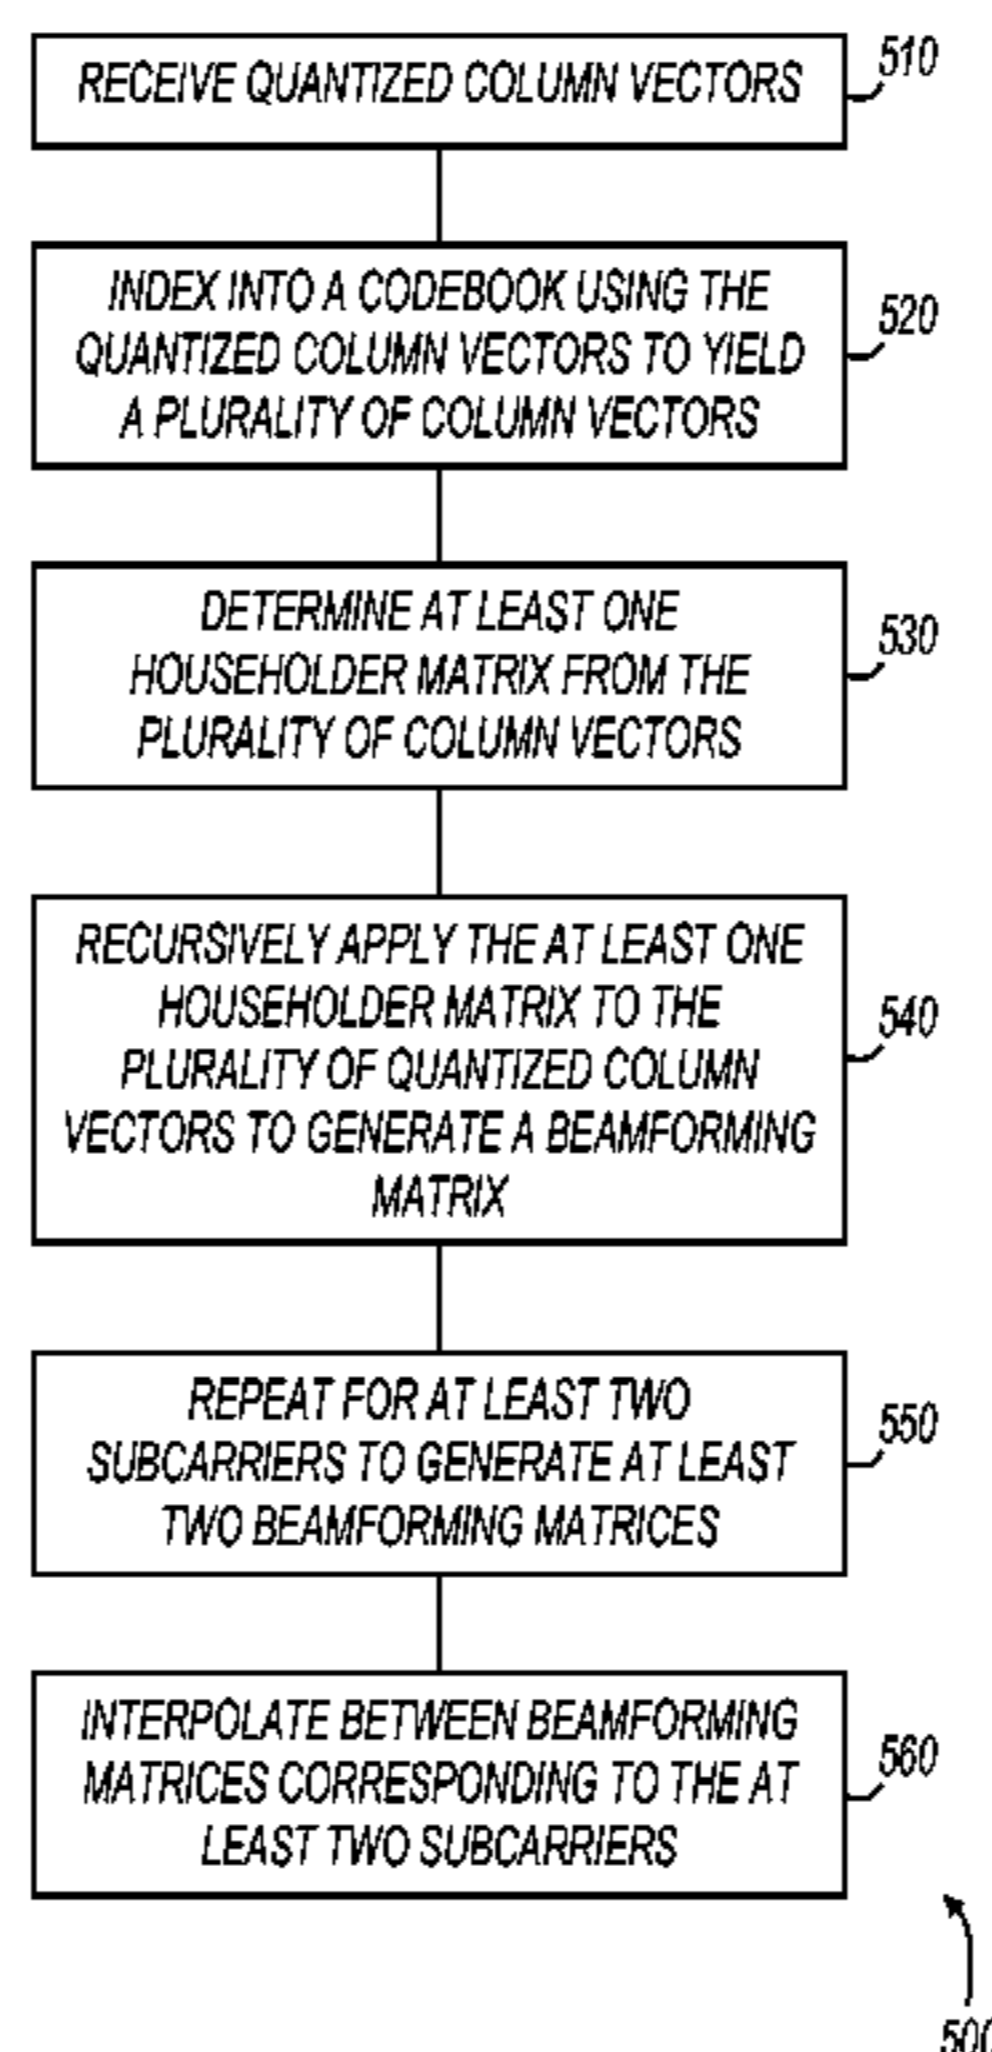 RECEIVE QUANTIZED COLUMN VECTORS
510
INDEX INTO A CODEBOOK USING THE
QUANTIZED COLUMN VECTORS TO YIELD
A PLURALITY OF COLUMN VECTORS
520
DETERMINE AT LEAST ONE
HOUSEHOLDER MATRIX FROM THE
PLURALITY OF COLUMN VECTORS
530
RECURSIVELY APPLY THE AT LEAST ONE
HOUSEHOLDER MATRIX TO THE
PLURALITY OF QUANTIZED COLUMN
VECTORS TO GENERATE A BEAMFORMING
MATRIX
540
REPEAT FOR AT LEAST TWO
SUBCARRIERS TO GENERATE AT LEAST
TWO BEAMFORMING MATRICES
550
INTERPOLATE BETWEEN BEAMFORMING
MATRICES CORRESPONDING TO THE AT
LEAST TWO SUBCARRIERS
560
500